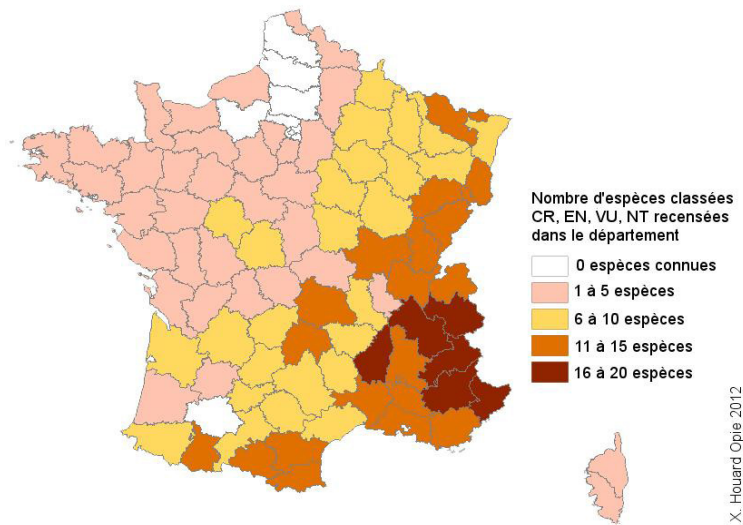 Nombre d'espèces classées
CR, EN, VU, NT recensées
dans le département
0 espèces connues
1 à 5 espèces
6 à 10 espèces
11 à 15 espèces
16 à 20 espèces
X. Houard Opie 2012